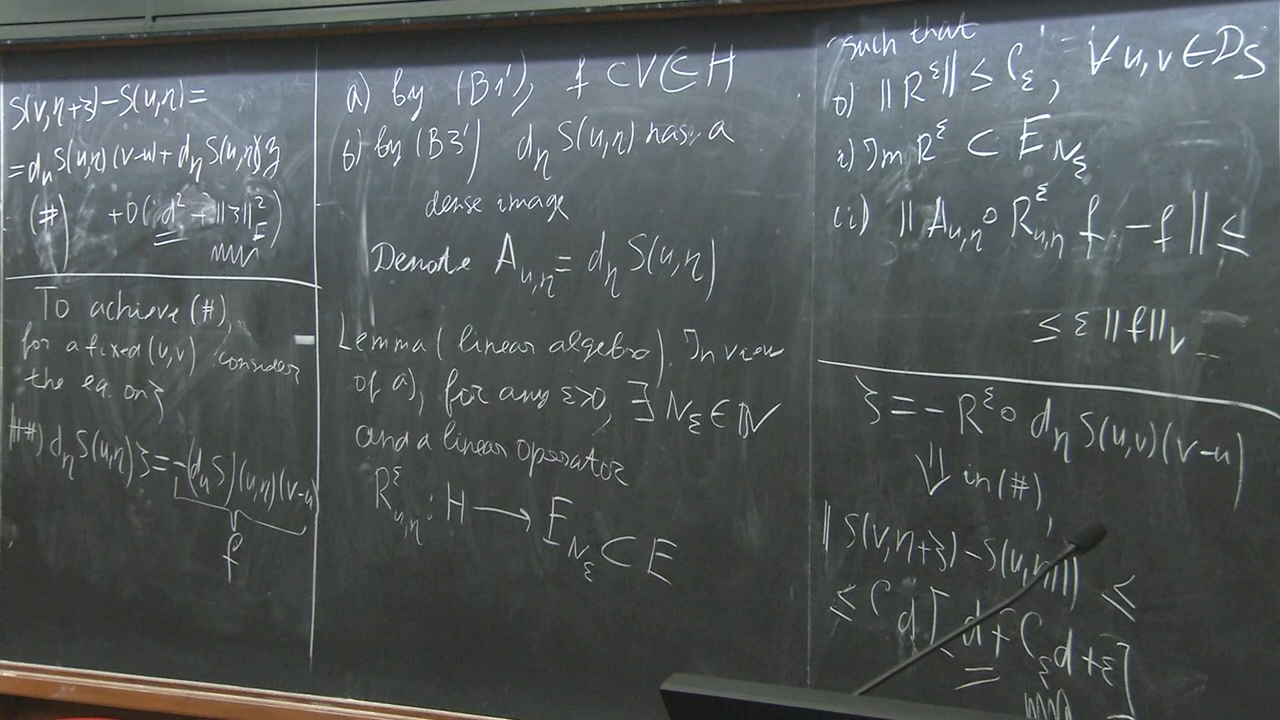 S(v,η+ξ)-S(u,η)=
=d_u S(u,η)(v-u)+d_η S(u,η)ξ
(#) +O(d²+‖ξ‖²_E)
To achieve (#),
for a fixed (u,v) consider
the eq. on ξ
(##) d_η S(u,η)ξ=-(d_u S)(u,η)(v-u)
f
a) by (B1'), f ⊂ V ⋐ H
b) by (B3') d_η S(u,η) has a
dense image
Denote A_{u,η} = d_η S(u,η)
Lemma (linear algebra). In view
of a), for any ε>0, ∃ N_ε ∈ ℕ
and a linear operator
R^ε_{u,η} : H → E_{N_ε} ⊂ E
such that
o) ‖R^ε‖ ≤ C_ε, ∀ u,v ∈ D_S
i) Im R^ε ⊂ E_{N_ε}
ii) ‖A_{u,η}∘R^ε_{u,η} f - f‖ ≤
≤ ε‖f‖_V
ξ = -R^ε∘d_η S(u,v)(v-u)
⇓ in (#)
‖S(v,η+ξ)-S(u,η)‖ ≤
≤ C d[d+C_ε d+ε]